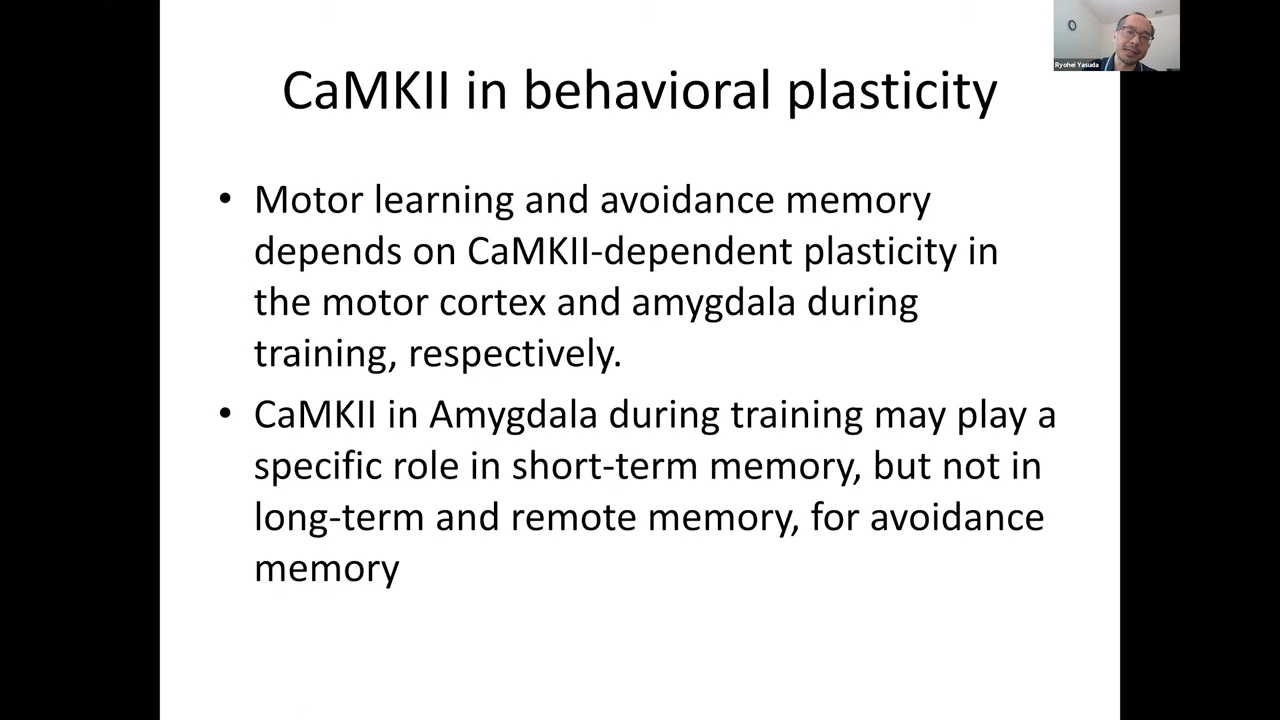 Ryohei Yasuda
CaMKII in behavioral plasticity
• Motor learning and avoidance memory
depends on CaMKII-dependent plasticity in
the motor cortex and amygdala during
training, respectively.
• CaMKII in Amygdala during training may play a
specific role in short-term memory, but not in
long-term and remote memory, for avoidance
memory